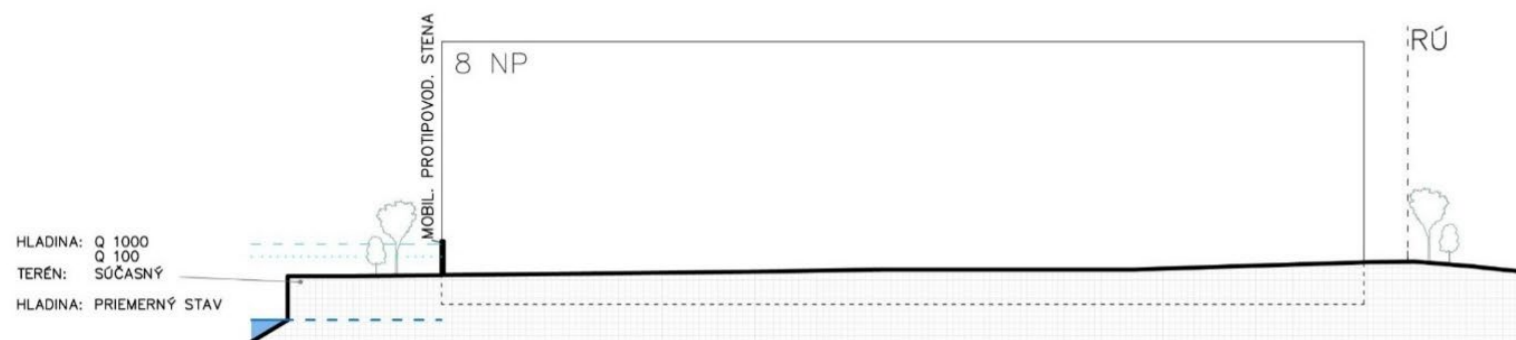 MOBIL. PROTIPOVOD. STENA
8 NP
RÚ
HLADINA: Q 1000
Q 100
TERÉN: SÚČASNÝ
HLADINA: PRIEMERNÝ STAV